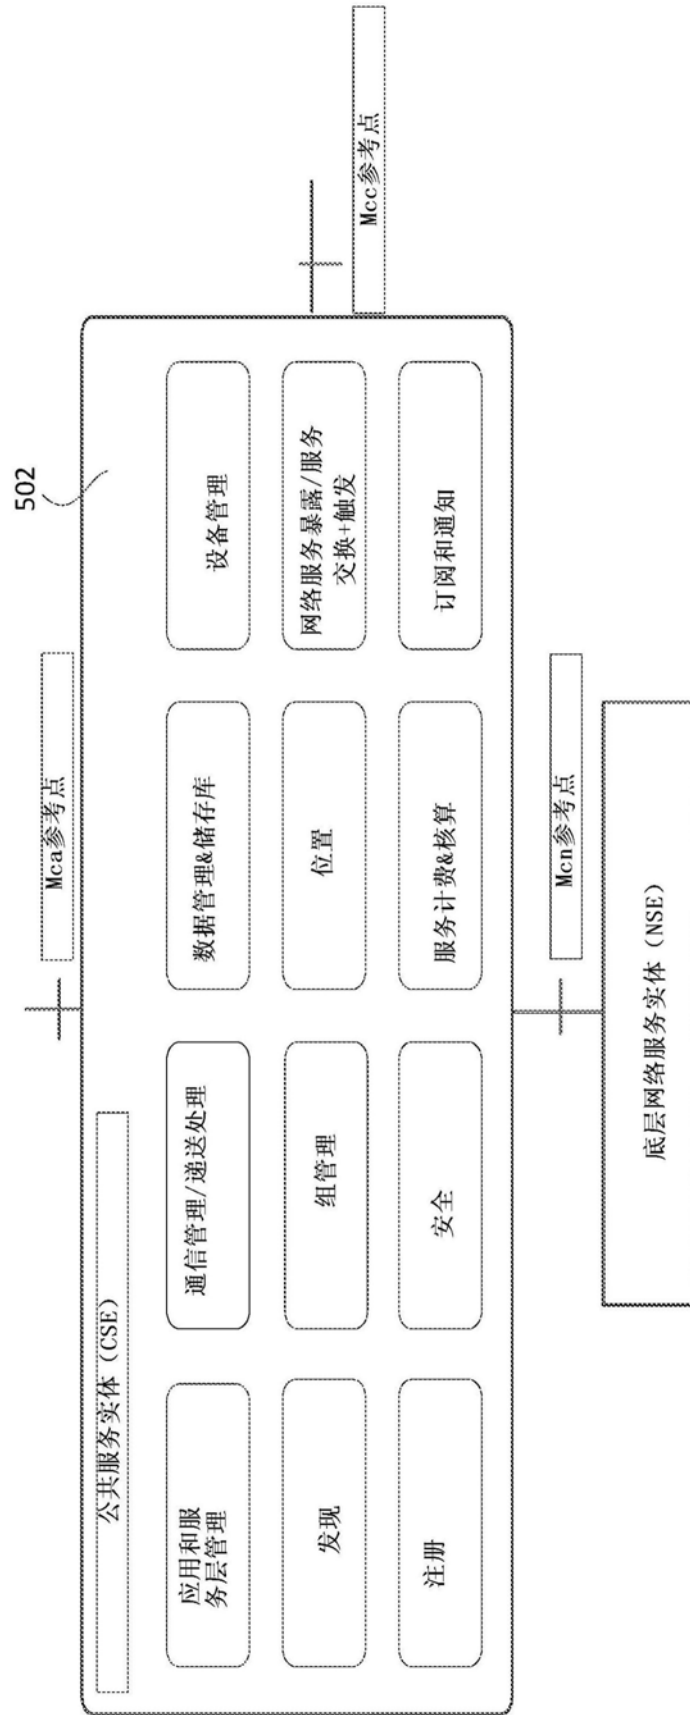 502
Mca参考点
公共服务实体（CSE）
应用和服
务层管理
通信管理/递送处理
数据管理&储存库
设备管理
发现
组管理
位置
网络服务暴露/服务
交换+触发
注册
安全
服务计费&核算
订阅和通知
Mcc参考点
Mcn参考点
底层网络服务实体（NSE）